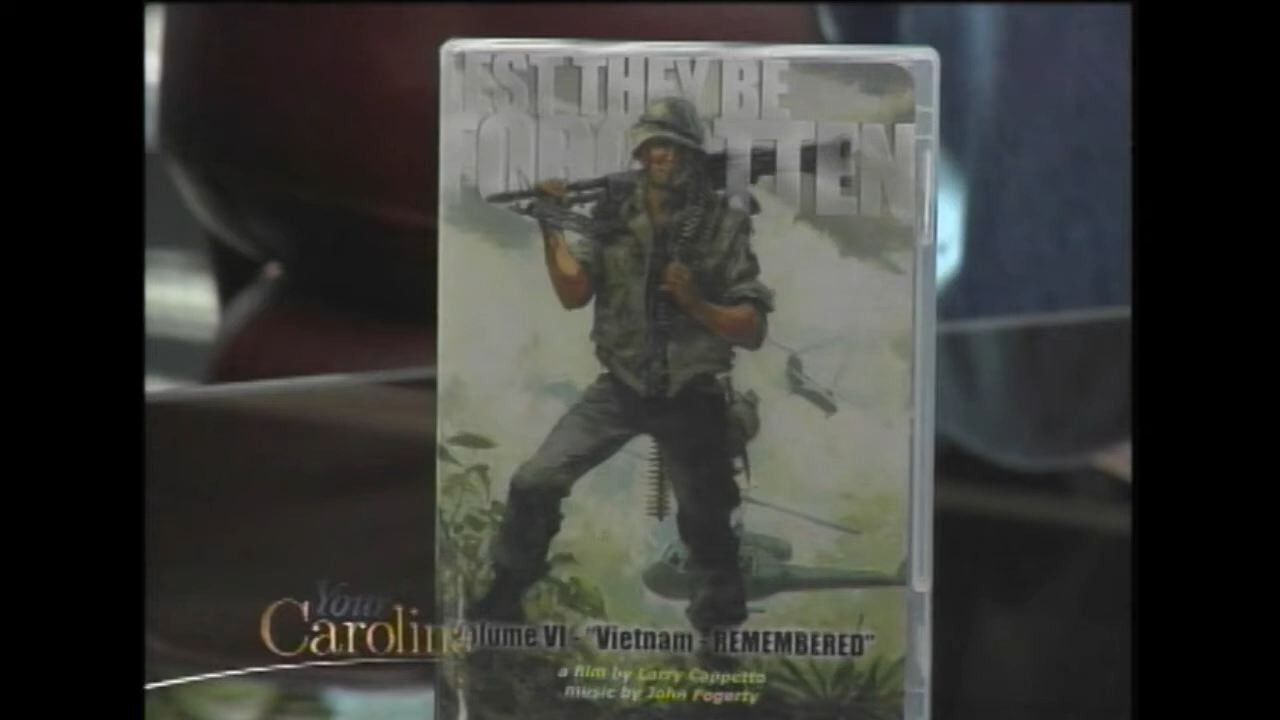 LEST THEY BE
FORGOTTEN
Volume VI - "Vietnam - REMEMBERED"
a film by Larry Cappetto
music by John Fogerty
Your
Carolina